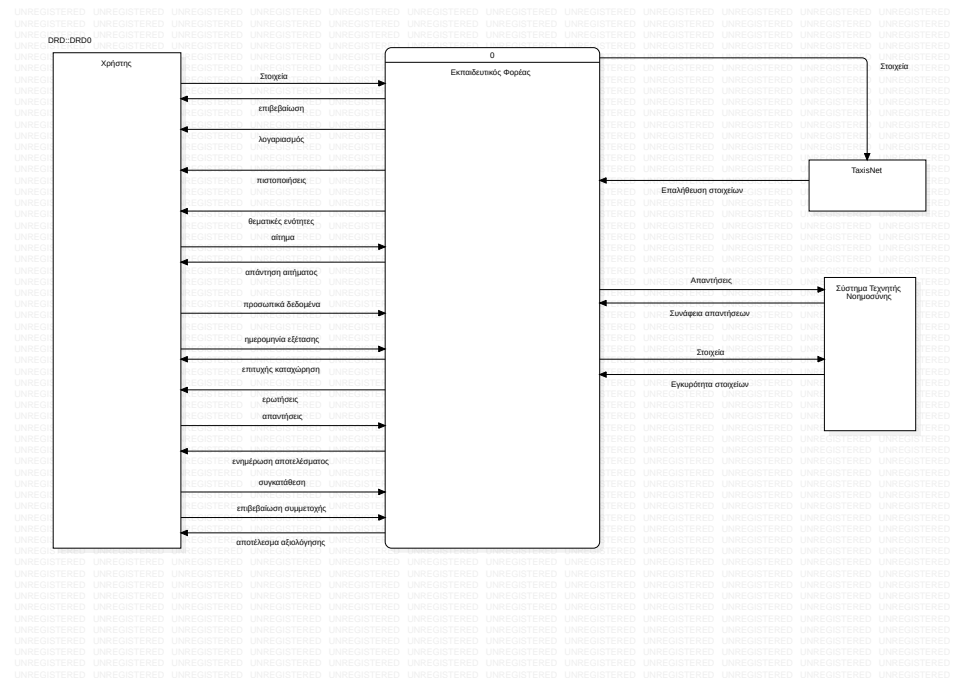 DRD::DRD0
Χρήστης
0
Εκπαιδευτικός Φορέας
Στοιχεία
Στοιχεία
επιβεβαίωση
λογαριασμός
TaxisNet
πιστοποιήσεις
Επαλήθευση στοιχείων
θεματικές ενότητες
αίτημα
απάντηση αιτήματος
Απαντήσεις
Σύστημα Τεχνητής
Νοημοσύνης
προσωπικά δεδομένα
Συνάφεια απαντήσεων
ημερομηνία εξέτασης
Στοιχεία
επιτυχής καταχώρηση
Εγκυρότητα στοιχείων
ερωτήσεις
απαντήσεις
ενημέρωση αποτελέσματος
συγκατάθεση
επιβεβαίωση συμμετοχής
αποτέλεσμα αξιολόγησης
UNREGISTERED